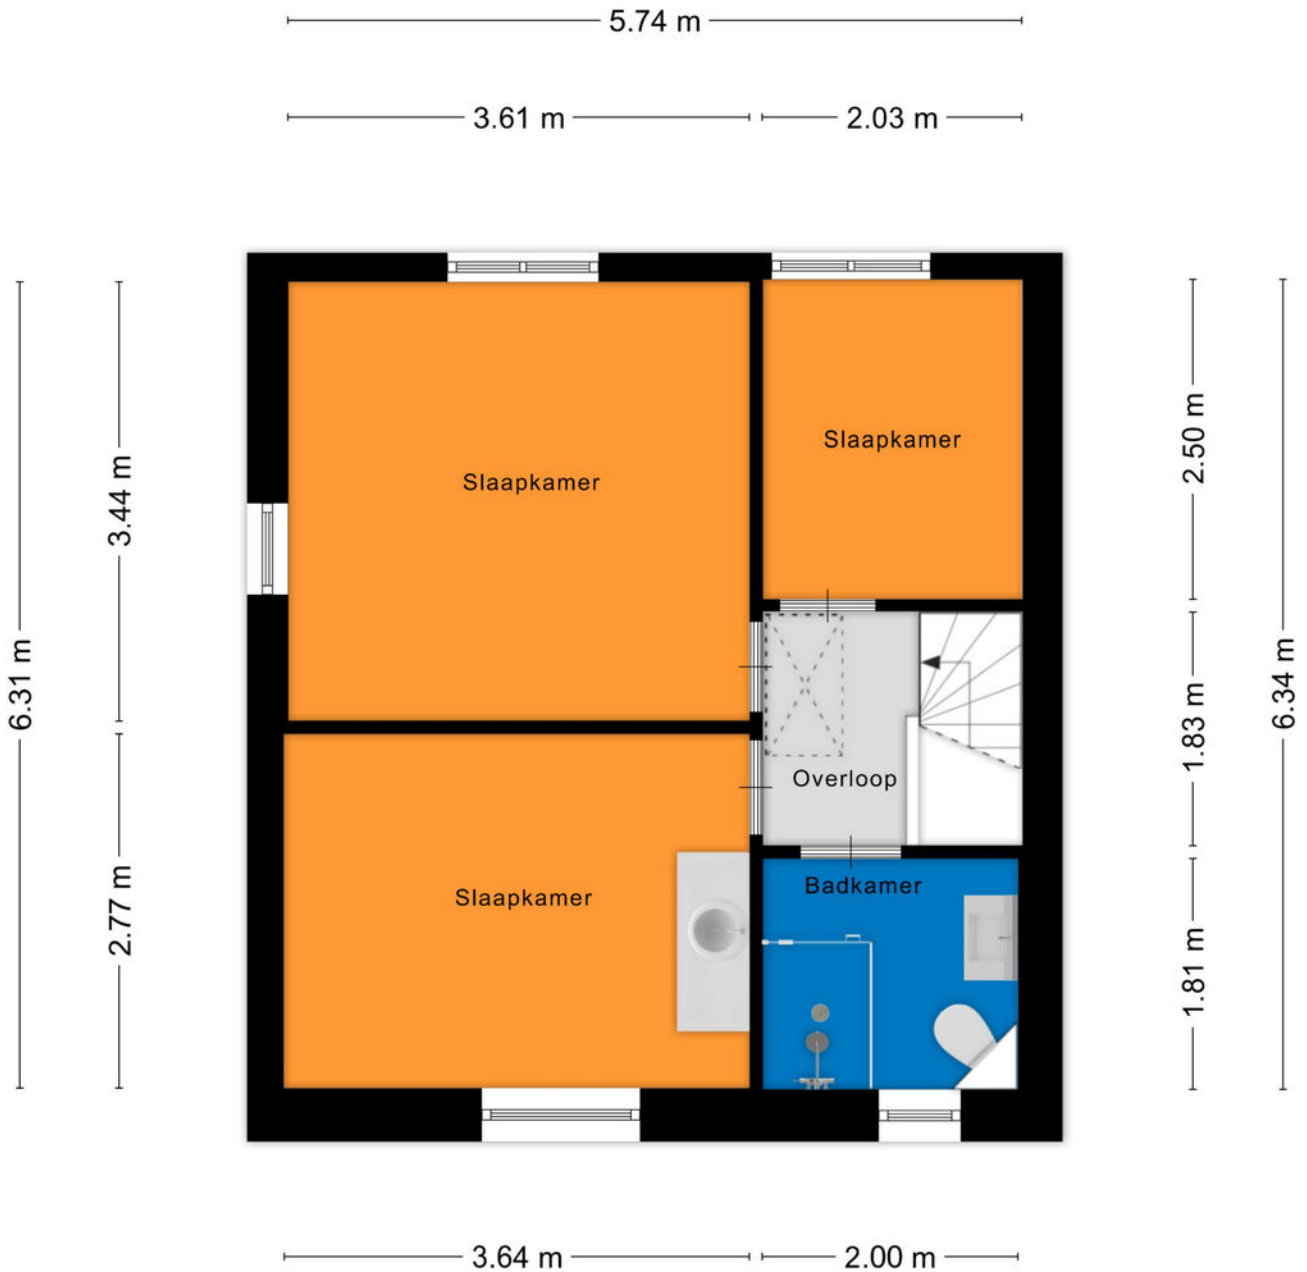 5.74 m
3.61 m
2.03 m
Slaapkamer
Slaapkamer
2.50 m
3.44 m
6.31 m
6.34 m
1.83 m
Overloop
Badkamer
Slaapkamer
2.77 m
1.81 m
3.64 m
2.00 m